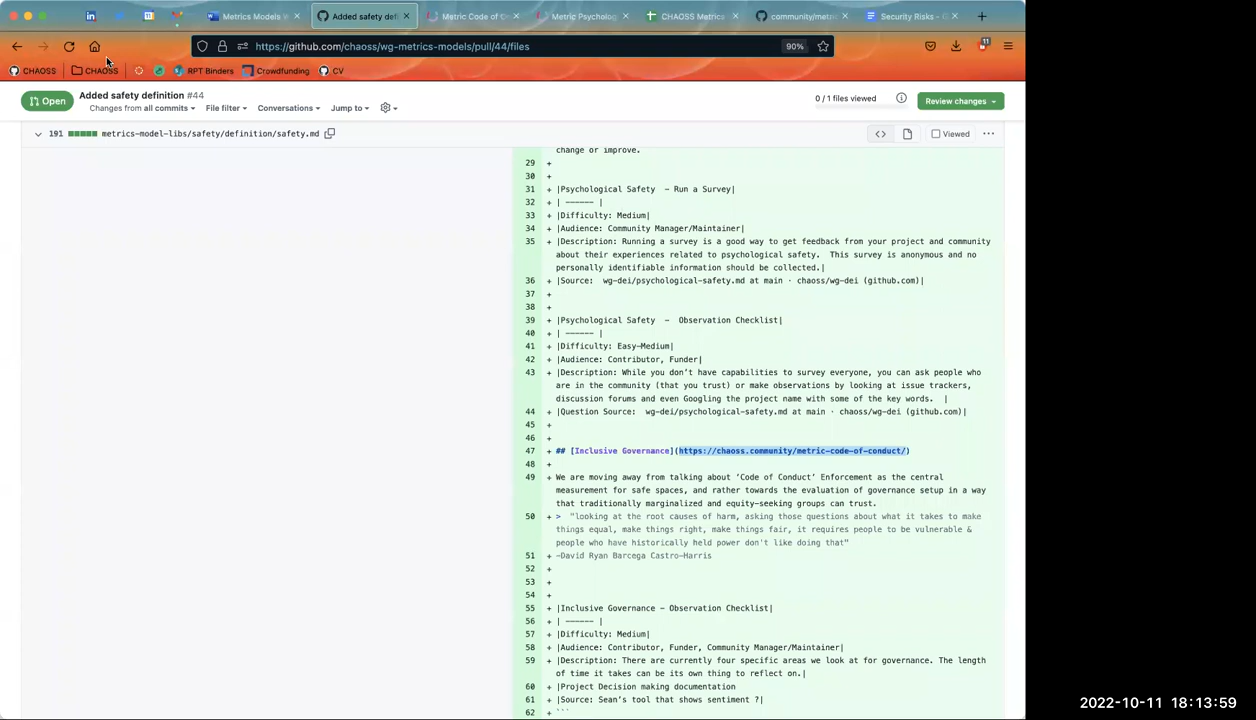 Metrics Models W
Added safety defi
Metric Code of C
Metric Psycholog
CHAOSS Metrics
community/metri
Security Risks - G
https://github.com/chaoss/wg-metrics-models/pull/44/files
90%
11
CHAOSS
CHAOSS
RPT Binders
Crowdfunding
CV
Open
Added safety definition #44
Changes from all commits
File filter
Conversations
Jump to
0 / 1 files viewed
Review changes
191 metrics-model-libs/safety/definition/safety.md
Viewed
change or improve.
29 +
30 +
31 + |Psychological Safety  - Run a Survey|
32 + | ------ |
33 + |Difficulty: Medium|
34 + |Audience: Community Manager/Maintainer|
35 + |Description: Running a survey is a good way to get feedback from your project and community
about their experiences related to psychological safety.  This survey is anonymous and no
personally identifiable information should be collected.|
36 + |Source:  wg-dei/psychological-safety.md at main · chaoss/wg-dei (github.com)|
37 +
38 +
39 + |Psychological Safety  -  Observation Checklist|
40 + | ------ |
41 + |Difficulty: Easy-Medium|
42 + |Audience: Contributor, Funder|
43 + |Description: While you don't have capabilities to survey everyone, you can ask people who
are in the community (that you trust) or make observations by looking at issue trackers,
discussion forums and even Googling the project name with some of the key words.  |
44 + |Question Source:  wg-dei/psychological-safety.md at main · chaoss/wg-dei (github.com)|
45 +
46 +
47 + ## [Inclusive Governance](https://chaoss.community/metric-code-of-conduct/)
48 +
49 + We are moving away from talking about 'Code of Conduct' Enforcement as the central
measurement for safe spaces, and rather towards the evaluation of governance setup in a way
that traditionally marginalized and equity-seeking groups can trust.
50 + >  "looking at the root causes of harm, asking those questions about what it takes to make
things equal, make things right, make things fair, it requires people to be vulnerable &
people who have historically held power don't like doing that"
51 + -David Ryan Barcega Castro-Harris
52 +
53 +
54 +
55 + |Inclusive Governance - Observation Checklist|
56 + | ------ |
57 + |Difficulty: Medium|
58 + |Audience: Contributor, Funder, Community Manager/Maintainer|
59 + |Description: There are currently four specific areas we look at for governance. The length
of time it takes can be its own thing to reflect on.|
60 + |Project Decision making documentation
61 + |Source: Sean's tool that shows sentiment ?|
62 + ```
2022-10-11 18:13:59